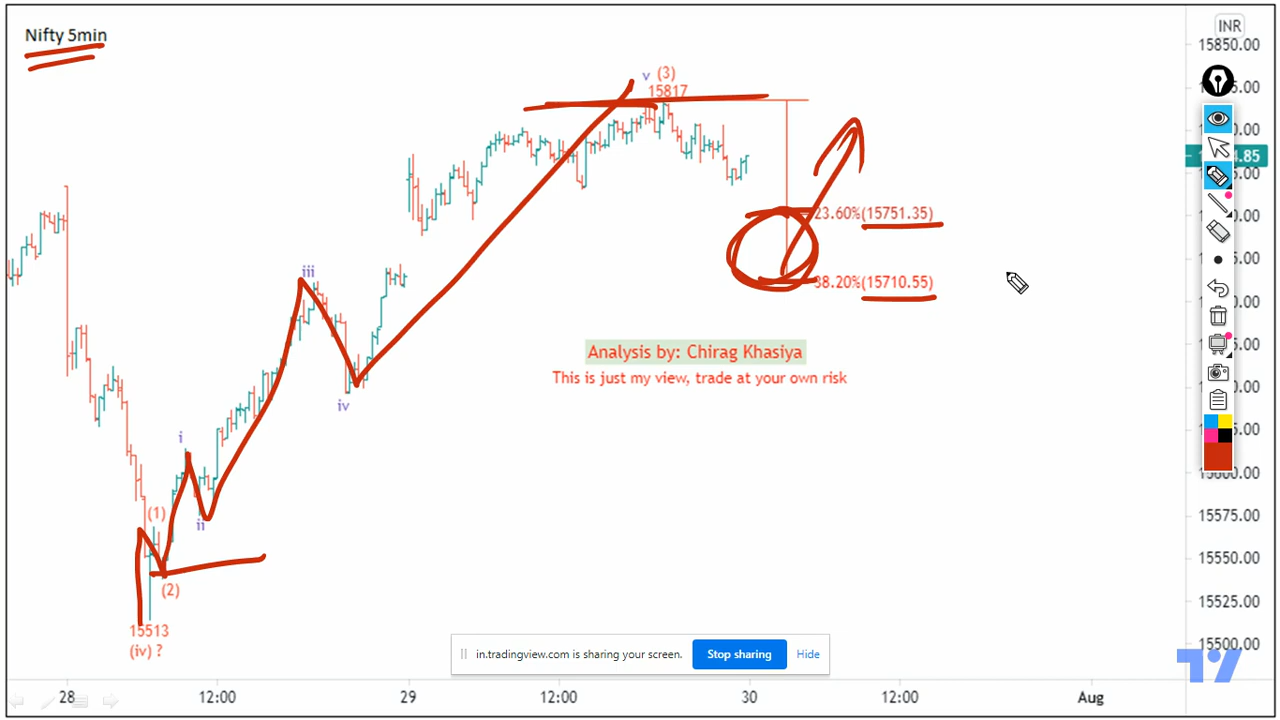 Nifty 5min
INR
15850.00
v (3)
15817
23.60%(15751.35)
38.20%(15710.55)
iii
iv
Analysis by: Chirag Khasiya
This is just my view, trade at your own risk
i
ii
(1)
(2)
15575.00
15550.00
15525.00
15500.00
15513
(iv) ?
in.tradingview.com is sharing your screen. Stop sharing Hide
28 12:00 29 12:00 30 12:00 Aug